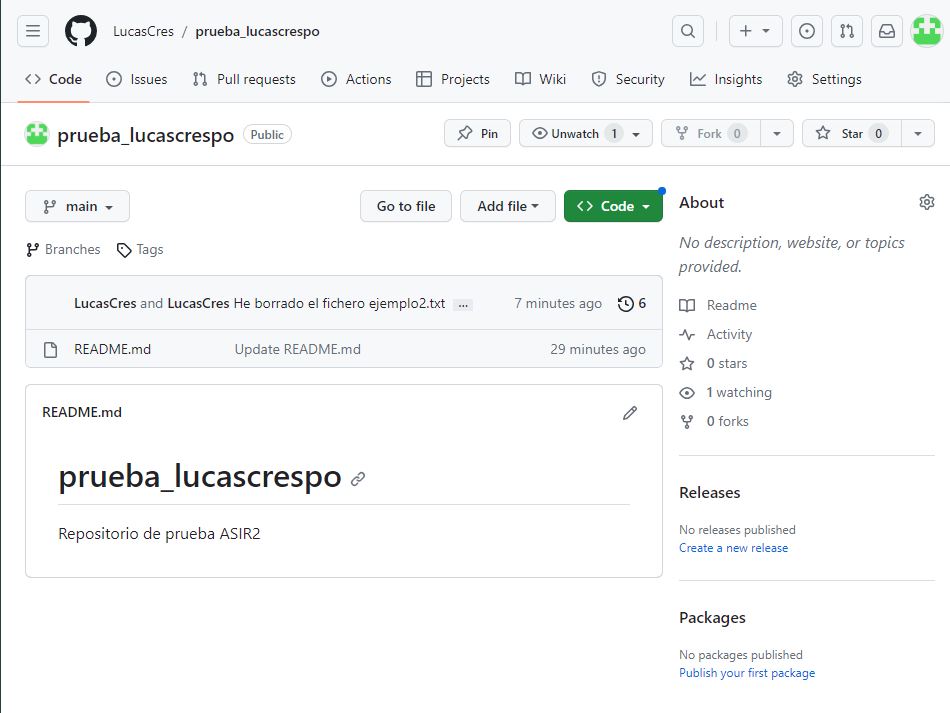 LucasCres / prueba_lucascrespo
Code Issues Pull requests Actions Projects Wiki Security Insights Settings
prueba_lucascrespo Public Pin Unwatch 1 Fork 0 Star 0
main Go to file Add file Code
Branches Tags
LucasCres and LucasCres He borrado el fichero ejemplo2.txt ... 7 minutes ago 6
README.md Update README.md 29 minutes ago
README.md
prueba_lucascrespo
Repositorio de prueba ASIR2
About
No description, website, or topics
provided.
Readme
Activity
0 stars
1 watching
0 forks
Releases
No releases published
Create a new release
Packages
No packages published
Publish your first package